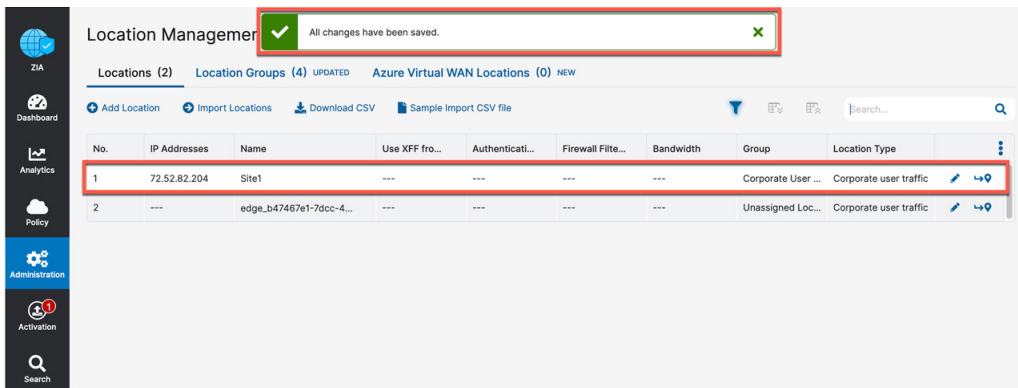 Location Managemer
All changes have been saved.
ZIA
Locations (2) Location Groups (4) UPDATED Azure Virtual WAN Locations (0) NEW
Dashboard
Add Location Import Locations Download CSV Sample Import CSV file Search...
No. IP Addresses Name Use XFF fro... Authenticati... Firewall Filte... Bandwidth Group Location Type
Analytics
1 72.52.82.204 Site1 --- --- --- --- Corporate User ... Corporate user traffic
2 --- edge_b47467e1-7dcc-4... --- --- --- --- Unassigned Loc... Corporate user traffic
Policy
Administration
1
Activation
Search